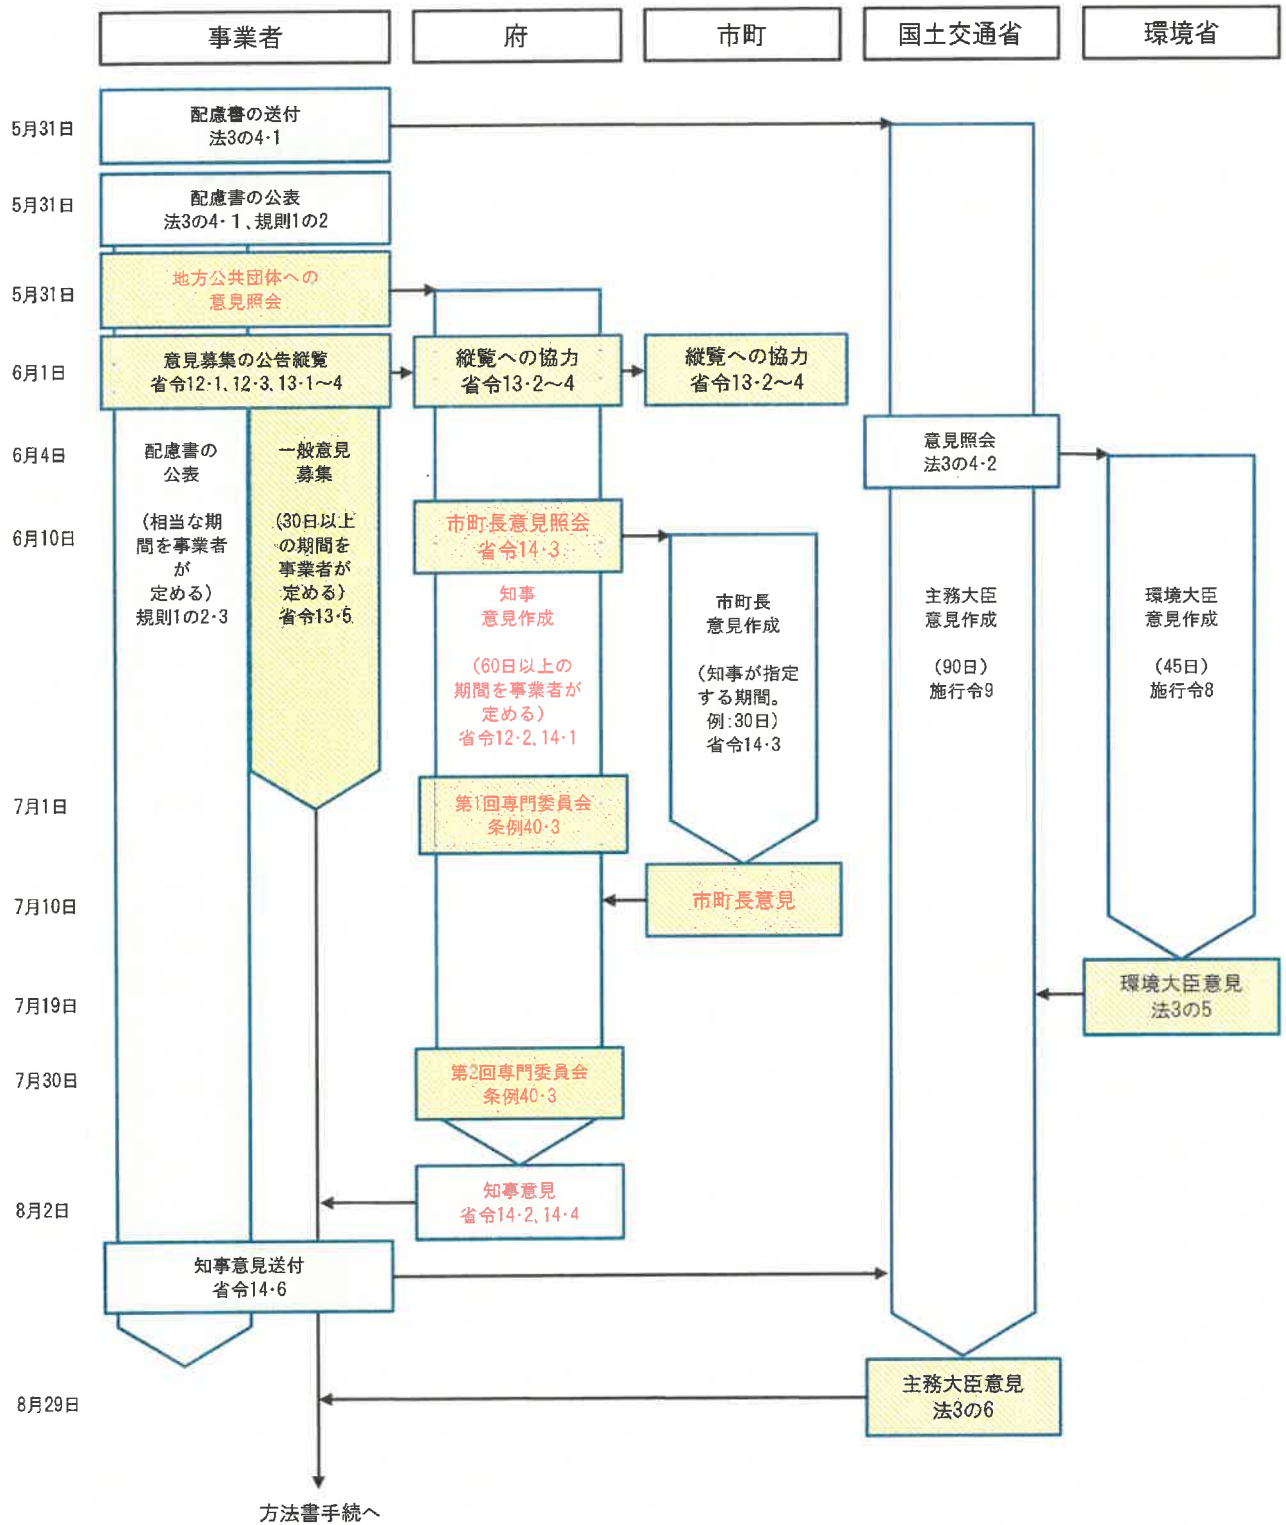 事業者
府
市町
国土交通省
環境省
5月31日
配慮書の送付
法3の4・1
5月31日
配慮書の公表
法3の4・1、規則1の2
5月31日
地方公共団体への
意見照会
6月1日
意見募集の公告縦覧
省令12・1、12・3、13・1～4
縦覧への協力
省令13・2～4
縦覧への協力
省令13・2～4
6月4日
配慮書の
公表
(相当な期
間を事業者
が
定める)
規則1の2・3
一般意見
募集
(30日以上
の期間を
事業者が
定める)
省令13・5
意見照会
法3の4・2
6月10日
市町長意見照会
省令14・3
知事
意見作成
(60日以上の
期間を事業者が
定める)
省令12・2、14・1
市町長
意見作成
(知事が指定
する期間。
例:30日)
省令14・3
主務大臣
意見作成
(90日)
施行令9
環境大臣
意見作成
(45日)
施行令8
7月1日
第1回専門委員会
条例40・3
7月10日
市町長意見
7月19日
環境大臣意見
法3の5
7月30日
第2回専門委員会
条例40・3
8月2日
知事意見
省令14・2、14・4
知事意見送付
省令14・6
8月29日
主務大臣意見
法3の6
方法書手続へ